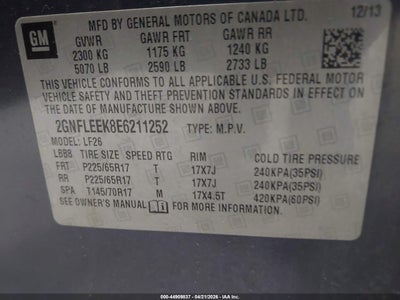 GM
MFD BY GENERAL MOTORS OF CANADA LTD.
12/13
GVWR GAWR FRT GAWR RR
2300 KG 1175 KG 1240 KG
5070 LB 2590 LB 2733 LB
THIS VEHICLE CONFORMS TO ALL APPLICABLE U.S. FEDERAL MOTOR
VEHICLE SAFETY AND THEFT PREVENTION STANDARDS IN EFFECT ON
THE DATE OF MANUFACTURE SHOWN ABOVE.
2GNFLEEK8E6211252 TYPE: M.P.V.
MODEL: LF26
TIRE SIZE SPEED RTG RIM COLD TIRE PRESSURE
FRT P225/65R17 T 17X7J 240KPA(35PSI)
RR P225/65R17 T 17X7J 240KPA(35PSI)
SPA T145/70R17 M 17X4.5T 420KPA(60PSI)
SEE OWNER'S MANUAL FOR MORE INFORMATION.
000-44909837 - 04/21/2026 -